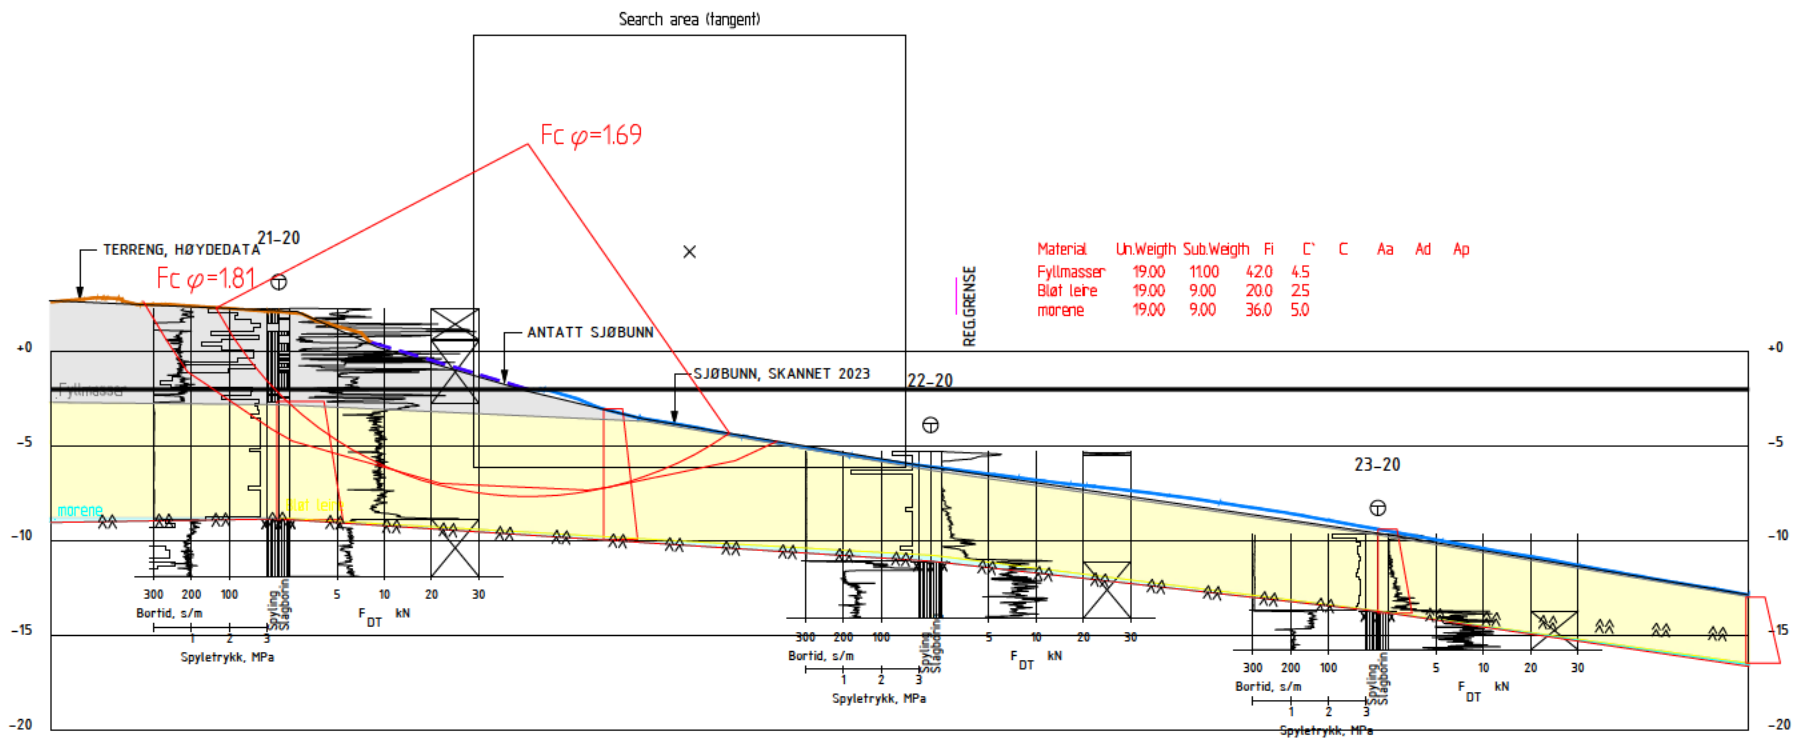 Search area (tangent)
Fc φ=1.69
21-20
TERRENG, HØYDEDATA
Fc φ=1.81
Material Un.Weigth Sub.Weigth Fi C` C Aa Ad Ap
Fyllmasser 19.00 11.00 42.0 4.5
Bløt leire 19.00 9.00 20.0 2.5
morene 19.00 9.00 36.0 5.0
REG.GRENSE
ANTATT SJØBUNN
+0 +0
SJØBUNN, SKANNET 2023
22-20
Fyllmasser
-5 -5
23-20
morene
Bløt leire
-10 -10
300 200 100 5 10 20 30
Spyling
Slagboring
Bortid, s/m
F DT kN
1 2 3
Spyletrykk, MPa
300 200 100 5 10 20 30
Spyling
Slagborin
Bortid, s/m
F DT kN
1 2 3
Spyletrykk, MPa
-15 -15
300 200 100 5 10 20 30
Spyling
Slagborin
Bortid, s/m
F DT kN
1 2 3
Spyletrykk, MPa
-20 -20